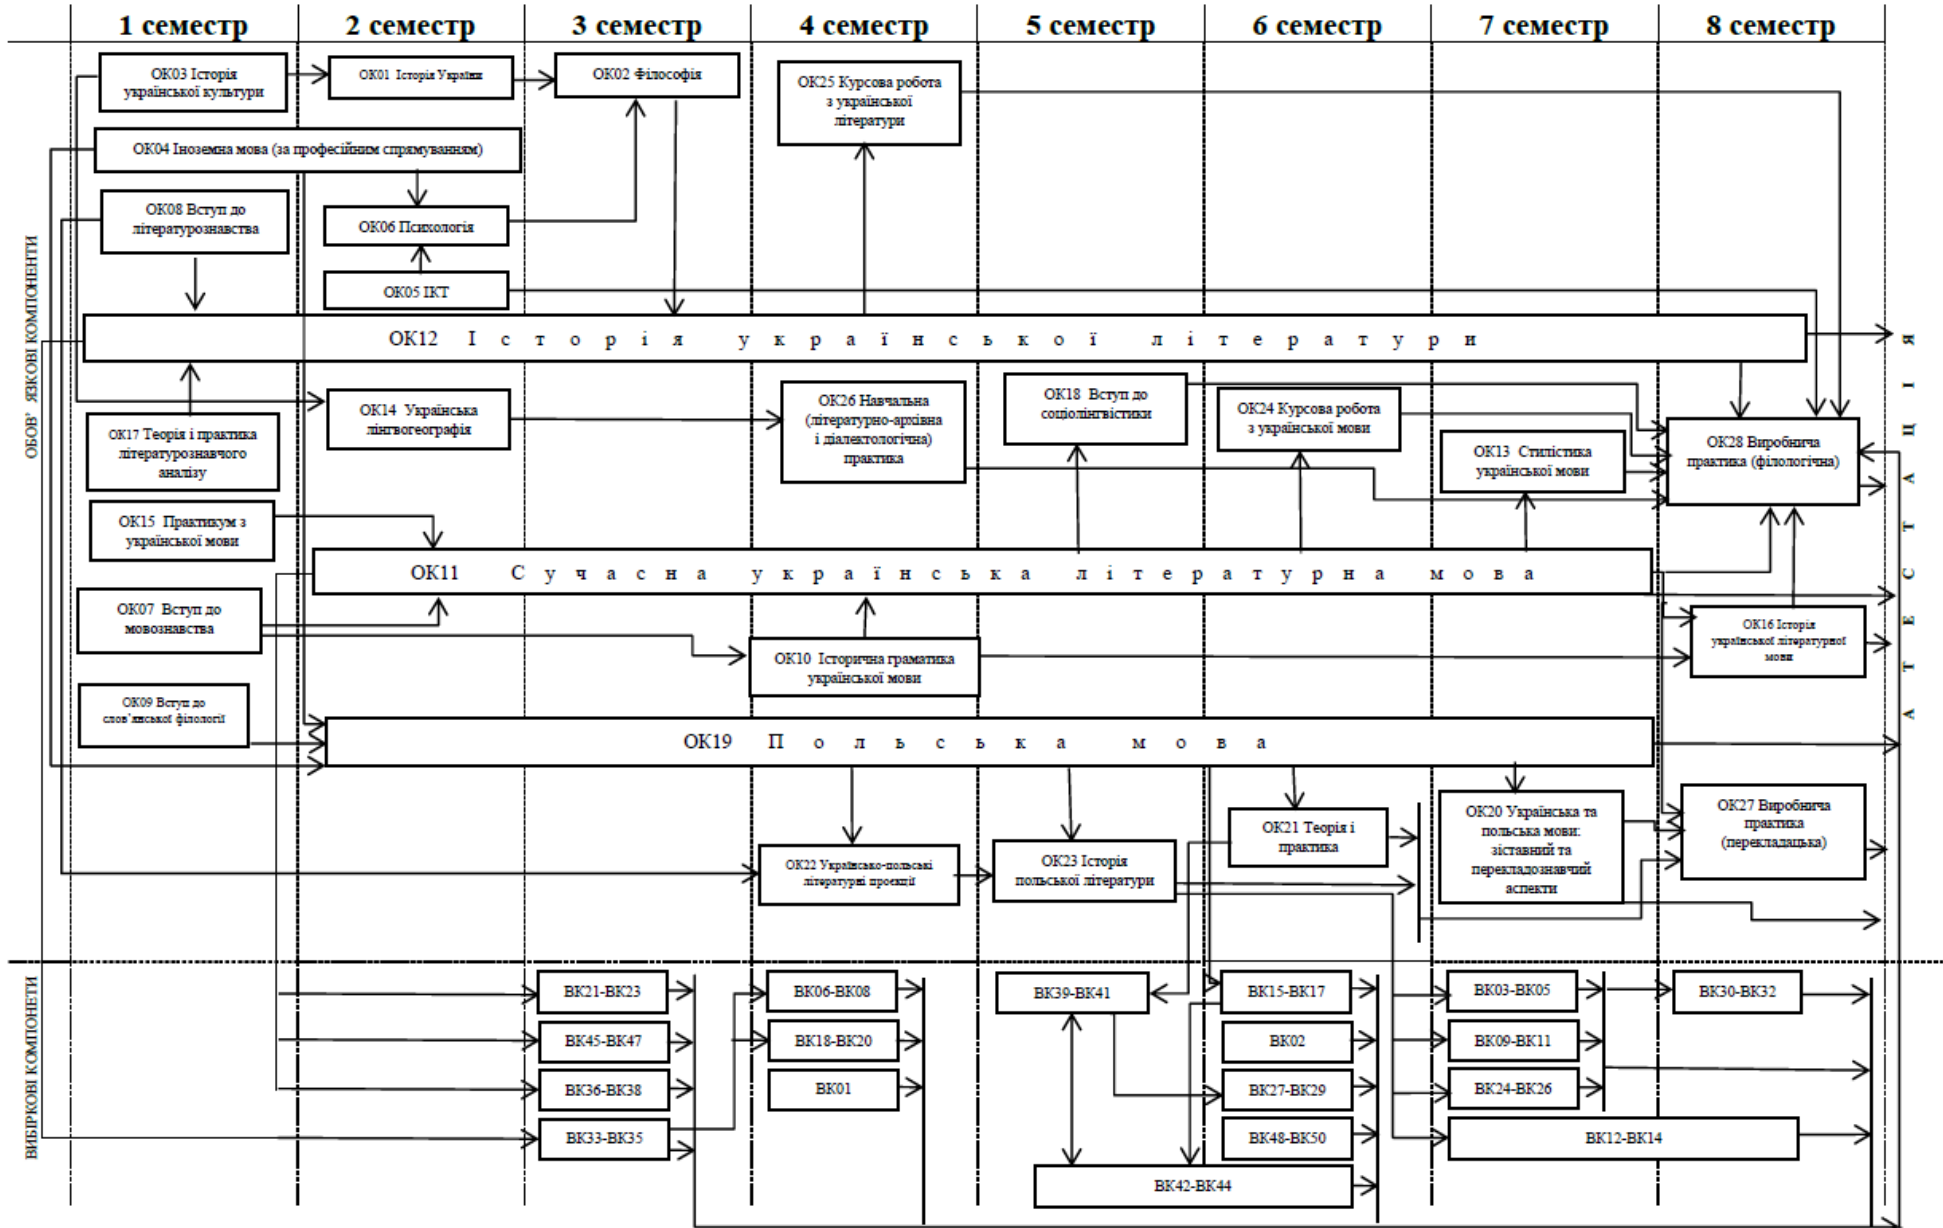 1 семестр
2 семестр
3 семестр
4 семестр
5 семестр
6 семестр
7 семестр
8 семестр
ОБОВ’ЯЗКОВІ КОМПОНЕНТИ
ОК03 Історія
української культури
ОК01 Історія України
ОК02 Філософія
ОК25 Курсова робота
з української
літератури
ОК04 Іноземна мова (за професійним спрямуванням)
ОК08 Вступ до
літературознавства
ОК06 Психологія
ОК05 ІКТ
ОК12 Історія української літератури
ОК17 Теорія і практика
літературознавчого
аналізу
ОК14 Українська
лінгвогеографія
ОК26 Навчальна
(літературно-архівна
і діалектологічна)
практика
ОК18 Вступ до
соціолінгвістики
ОК24 Курсова робота
з української мови
ОК13 Стилістика
української мови
ОК28 Виробнича
практика (філологічна)
ОК15 Практикум з
української мови
ОК11 Сучасна українська літературна мова
ОК07 Вступ до
мовознавства
ОК10 Історична граматика
української мови
ОК16 Історія
української літературної
мови
ОК09 Вступ до
слов’янської філології
ОК19 Польська мова
ОК22 Українсько-польські
літературні проєкції
ОК23 Історія
польської літератури
ОК21 Теорія і
практика
ОК20 Українська та
польська мови:
зіставний та
перекладознавчий
аспекти
ОК27 Виробнича
практика
(перекладацька)
АТЕСТАЦІЯ
ВИБІРКОВІ КОМПОНЕТИ
ВК21-ВК23
ВК06-ВК08
ВК39-ВК41
ВК15-ВК17
ВК03-ВК05
ВК30-ВК32
ВК45-ВК47
ВК18-ВК20
ВК02
ВК09-ВК11
ВК36-ВК38
ВК01
ВК27-ВК29
ВК24-ВК26
ВК33-ВК35
ВК48-ВК50
ВК12-ВК14
ВК42-ВК44